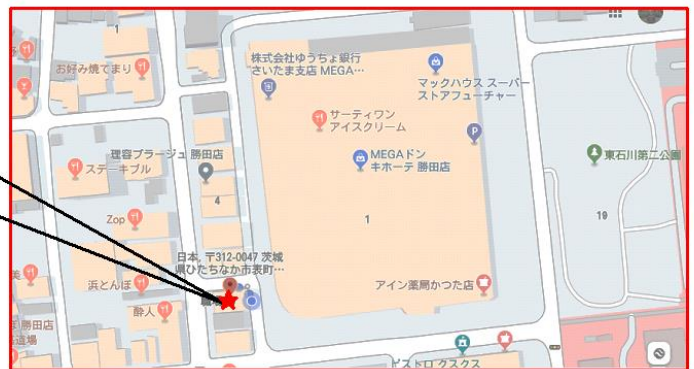 1
お好み焼てまり
株式会社ゆうちょ銀行
さいたま支店 MEGA…
マックハウス スーパー
ストアフューチャー
サーティワン
アイスクリーム
P
理容プラージュ 勝田店
ステーキブル
MEGAドン
キホーテ 勝田店
東石川第二公園
4
Zop
1
19
日本, 〒312-0047 茨城
県ひたちなか市表町…
浜とんぼ
アイン薬局かつた店
酔人
勝田店
道場
ビストロ クスクス